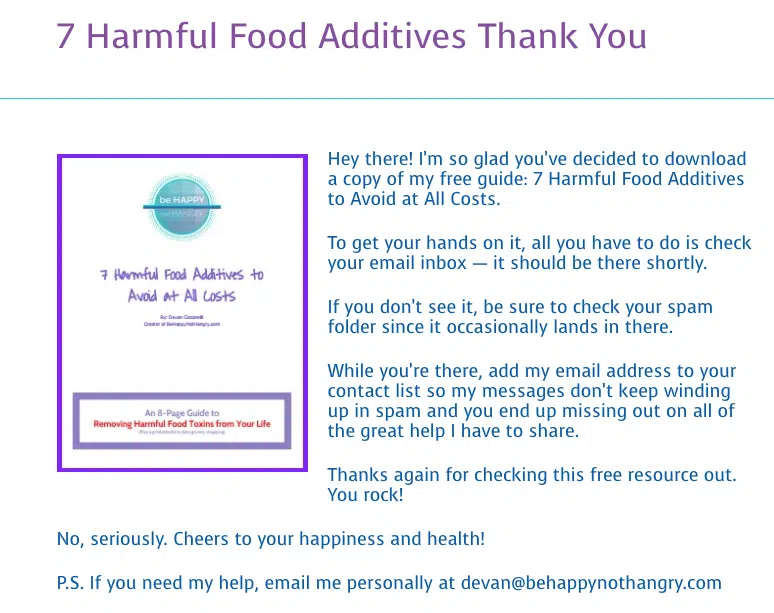 7 Harmful Food Additives Thank You
be HAPPY
notHANGRY
7 Harmful Food Additives to
Avoid at All Costs
By: Devan Ciccarelli
Creator of BeHappyNotHangry.com
An 8-Page Guide to
Removing Harmful Food Toxins from Your Life
Hey there! I'm so glad you've decided to download
a copy of my free guide: 7 Harmful Food Additives
to Avoid at All Costs.
To get your hands on it, all you have to do is check
your email inbox — it should be there shortly.
If you don't see it, be sure to check your spam
folder since it occasionally lands in there.
While you're there, add my email address to your
contact list so my messages don't keep winding
up in spam and you end up missing out on all of
the great help I have to share.
Thanks again for checking this free resource out.
You rock!
No, seriously. Cheers to your happiness and health!
P.S. If you need my help, email me personally at devan@behappynothangry.com